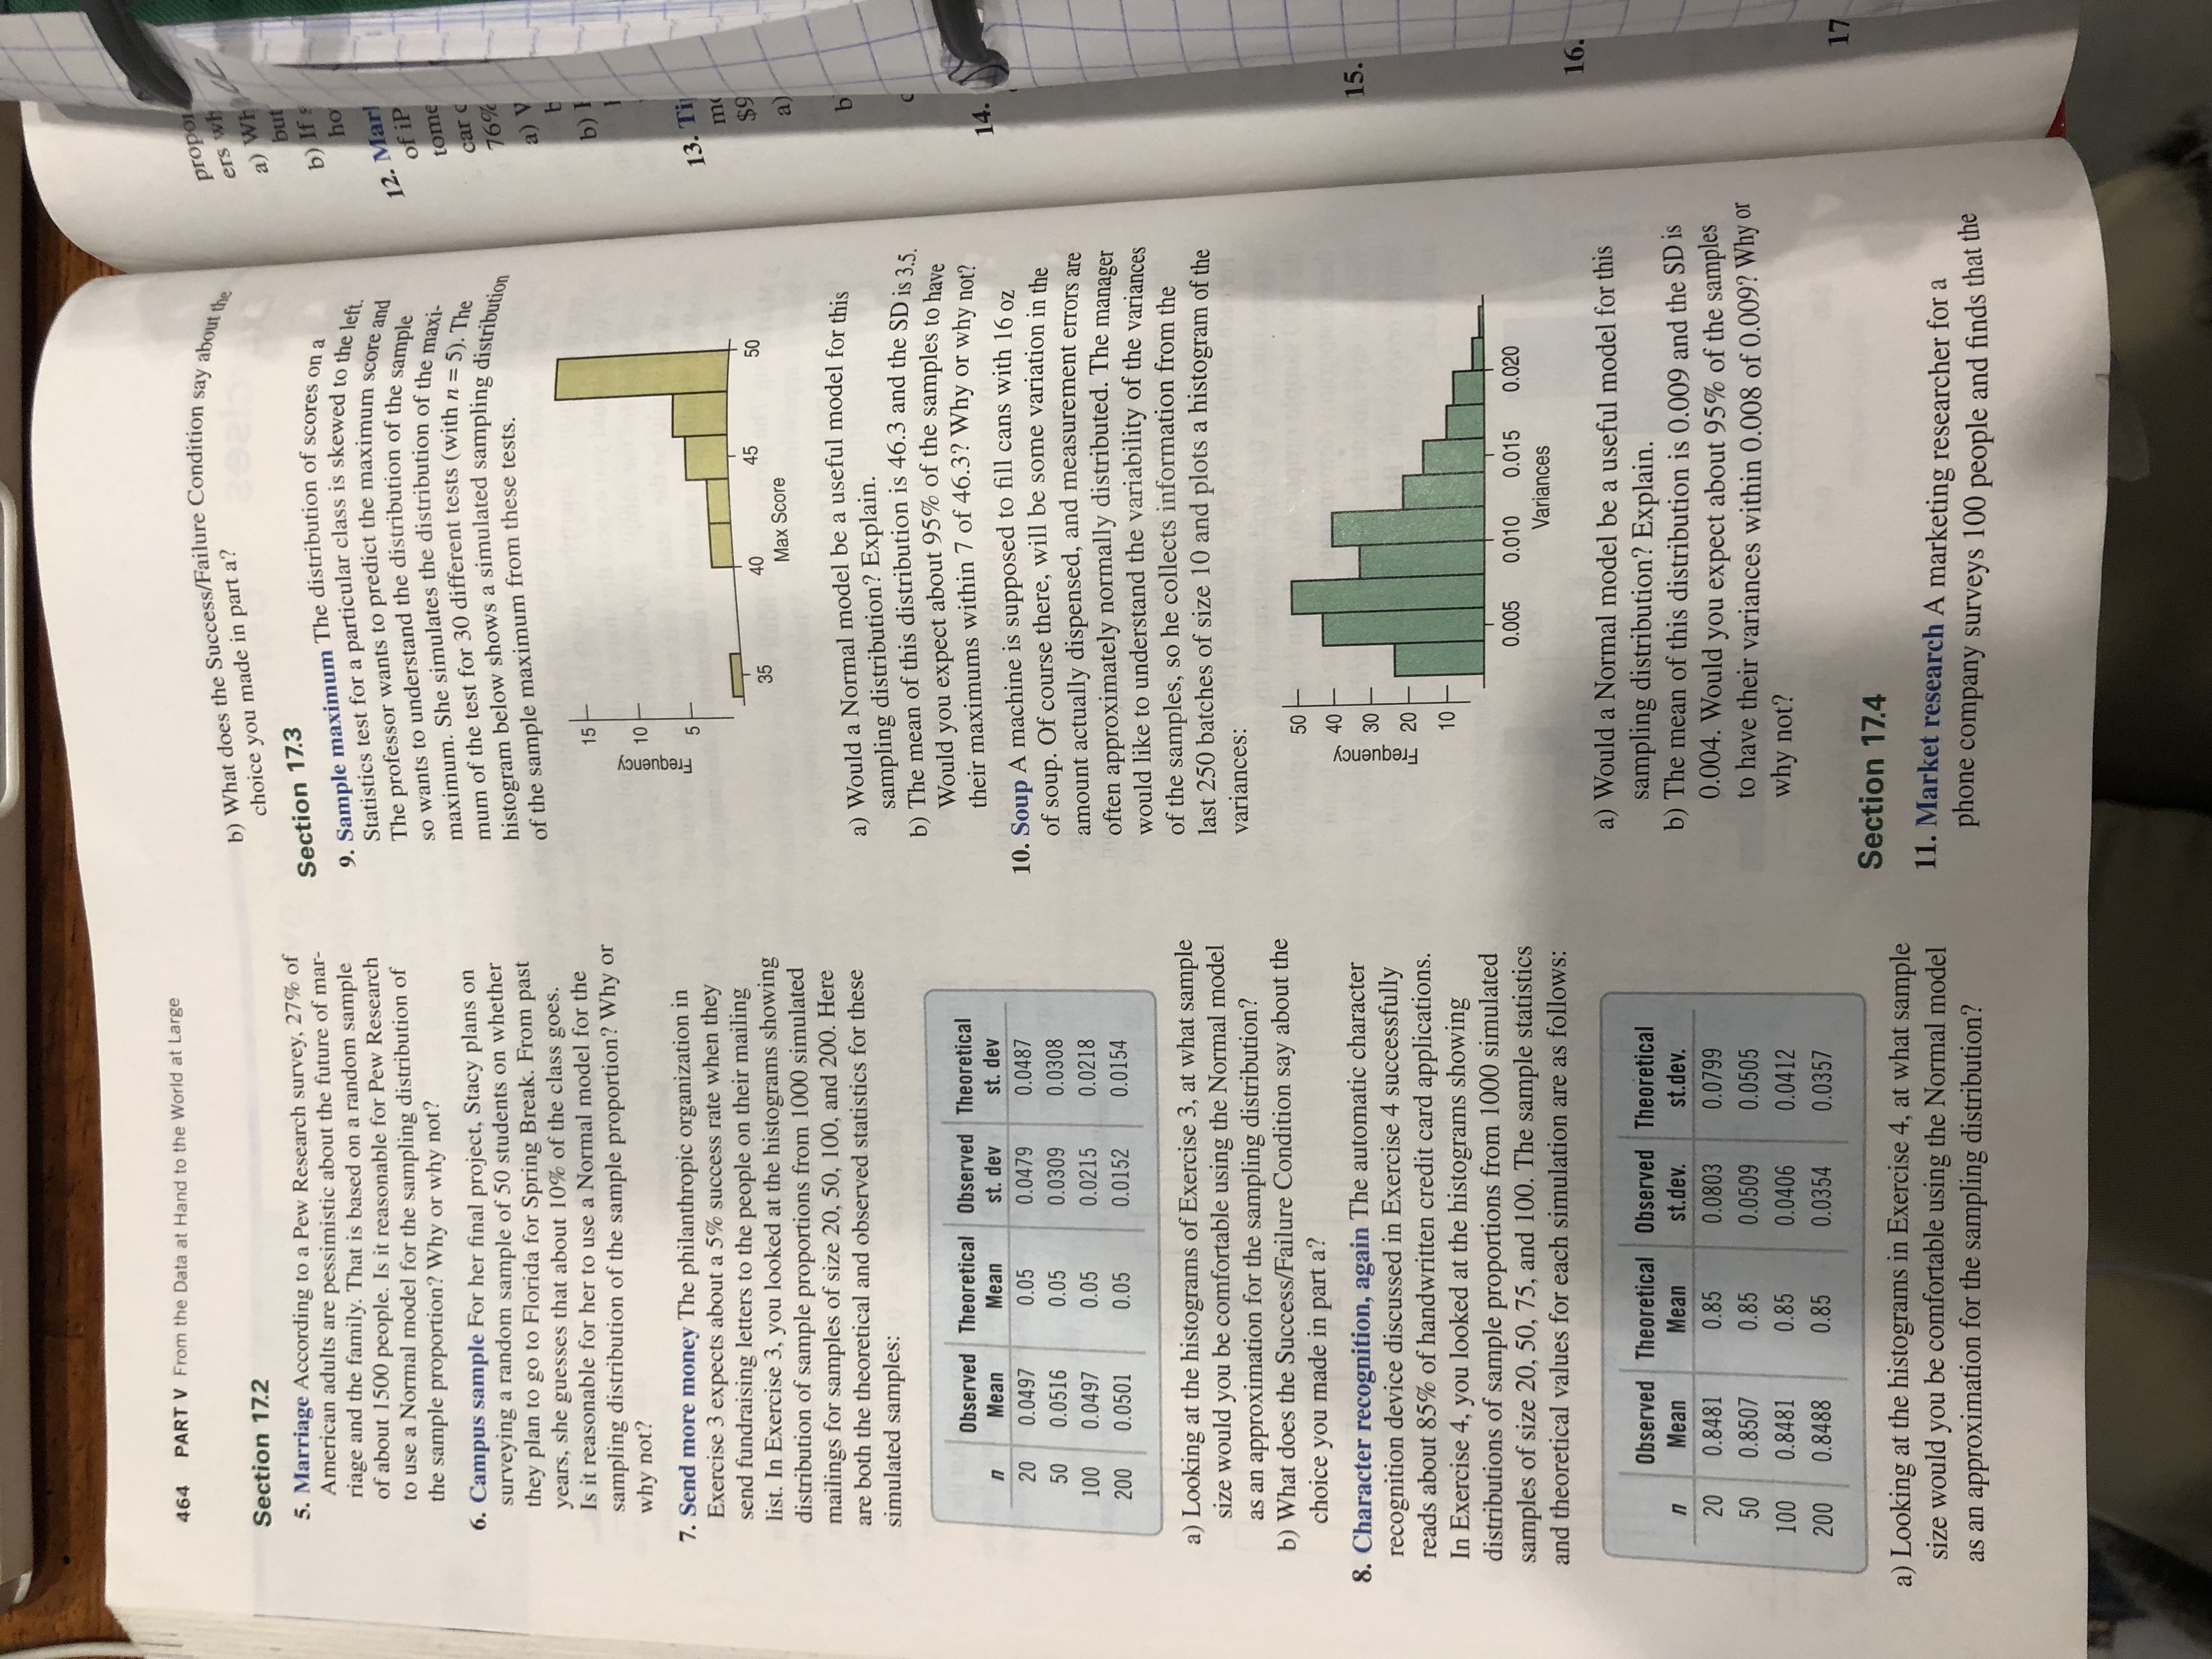 464 PART V From the Data at Hand to the World at Large
Section 17.2
5. Marriage According to a Pew Research survey, 27% of
American adults are pessimistic about the future of mar-
riage and the family. That is based on a random sample
of about 1500 people. Is it reasonable for Pew Research
to use a Normal model for the sampling distribution of
the sample proportion? Why or why not?
6. Campus sample For her final project, Stacy plans on
surveying a random sample of 50 students on whether
they plan to go to Florida for Spring Break. From past
years, she guesses that about 10% of the class goes.
Is it reasonable for her to use a Normal model for the
sampling distribution of the sample proportion? Why or
why not?
7. Send more money The philanthropic organization in
Exercise 3 expects about a 5% success rate when they
send fundraising letters to the people on their mailing
list. In Exercise 3, you looked at the histograms showing
distribution of sample proportions from 1000 simulated
mailings for samples of size 20, 50, 100, and 200. Here
are both the theoretical and observed statistics for these
simulated samples:
Observed Theoretical Observed Theoretical
n Mean Mean st. dev st. dev
20 0.0497 0.05 0.0479 0.0487
50 0.0516 0.05 0.0309 0.0308
100 0.0497 0.05 0.0215 0.0218
200 0.0501 0.05 0.0152 0.0154
a) Looking at the histograms of Exercise 3, at what sample
size would you be comfortable using the Normal model
as an approximation for the sampling distribution?
b) What does the Success/Failure Condition say about the
choice you made in part a?
8. Character recognition, again The automatic character
recognition device discussed in Exercise 4 successfully
reads about 85% of handwritten credit card applications.
In Exercise 4, you looked at the histograms showing
distributions of sample proportions from 1000 simulated
samples of size 20, 50, 75, and 100. The sample statistics
and theoretical values for each simulation are as follows:
Observed Theoretical Observed Theoretical
n Mean Mean st.dev. st.dev.
20 0.8481 0.85 0.0803 0.0799
50 0.8507 0.85 0.0509 0.0505
100 0.8481 0.85 0.0406 0.0412
200 0.8488 0.85 0.0354 0.0357
a) Looking at the histograms in Exercise 4, at what sample
size would you be comfortable using the Normal model
as an approximation for the sampling distribution?
b) What does the Success/Failure Condition say about the
choice you made in part a?
Section 17.3
9. Sample maximum The distribution of scores on a
Statistics test for a particular class is skewed to the left.
The professor wants to predict the maximum score and
so wants to understand the distribution of the sample
maximum. She simulates the distribution of the maxi-
mum of the test for 30 different tests (with n = 5). The
histogram below shows a simulated sampling distribution
of the sample maximum from these tests.
15
10
5
Frequency
35 40 45 50
Max Score
a) Would a Normal model be a useful model for this
sampling distribution? Explain.
b) The mean of this distribution is 46.3 and the SD is 3.5.
Would you expect about 95% of the samples to have
their maximums within 7 of 46.3? Why or why not?
10. Soup A machine is supposed to fill cans with 16 oz
of soup. Of course there, will be some variation in the
amount actually dispensed, and measurement errors are
often approximately normally distributed. The manager
would like to understand the variability of the variances
of the samples, so he collects information from the
last 250 batches of size 10 and plots a histogram of the
variances:
50
40
30
20
10
Frequency
0.005 0.010 0.015 0.020
Variances
a) Would a Normal model be a useful model for this
sampling distribution? Explain.
b) The mean of this distribution is 0.009 and the SD is
0.004. Would you expect about 95% of the samples
to have their variances within 0.008 of 0.009? Why or
why not?
Section 17.4
11. Market research A marketing researcher for a
phone company surveys 100 people and finds that the
ers wh
a) Wh
but
b) If s
ho
12. Mar
of iP
tome
car c
76%
a)
b)
13. Ti
mo
$9
a)
b
14.
15.
16.
17